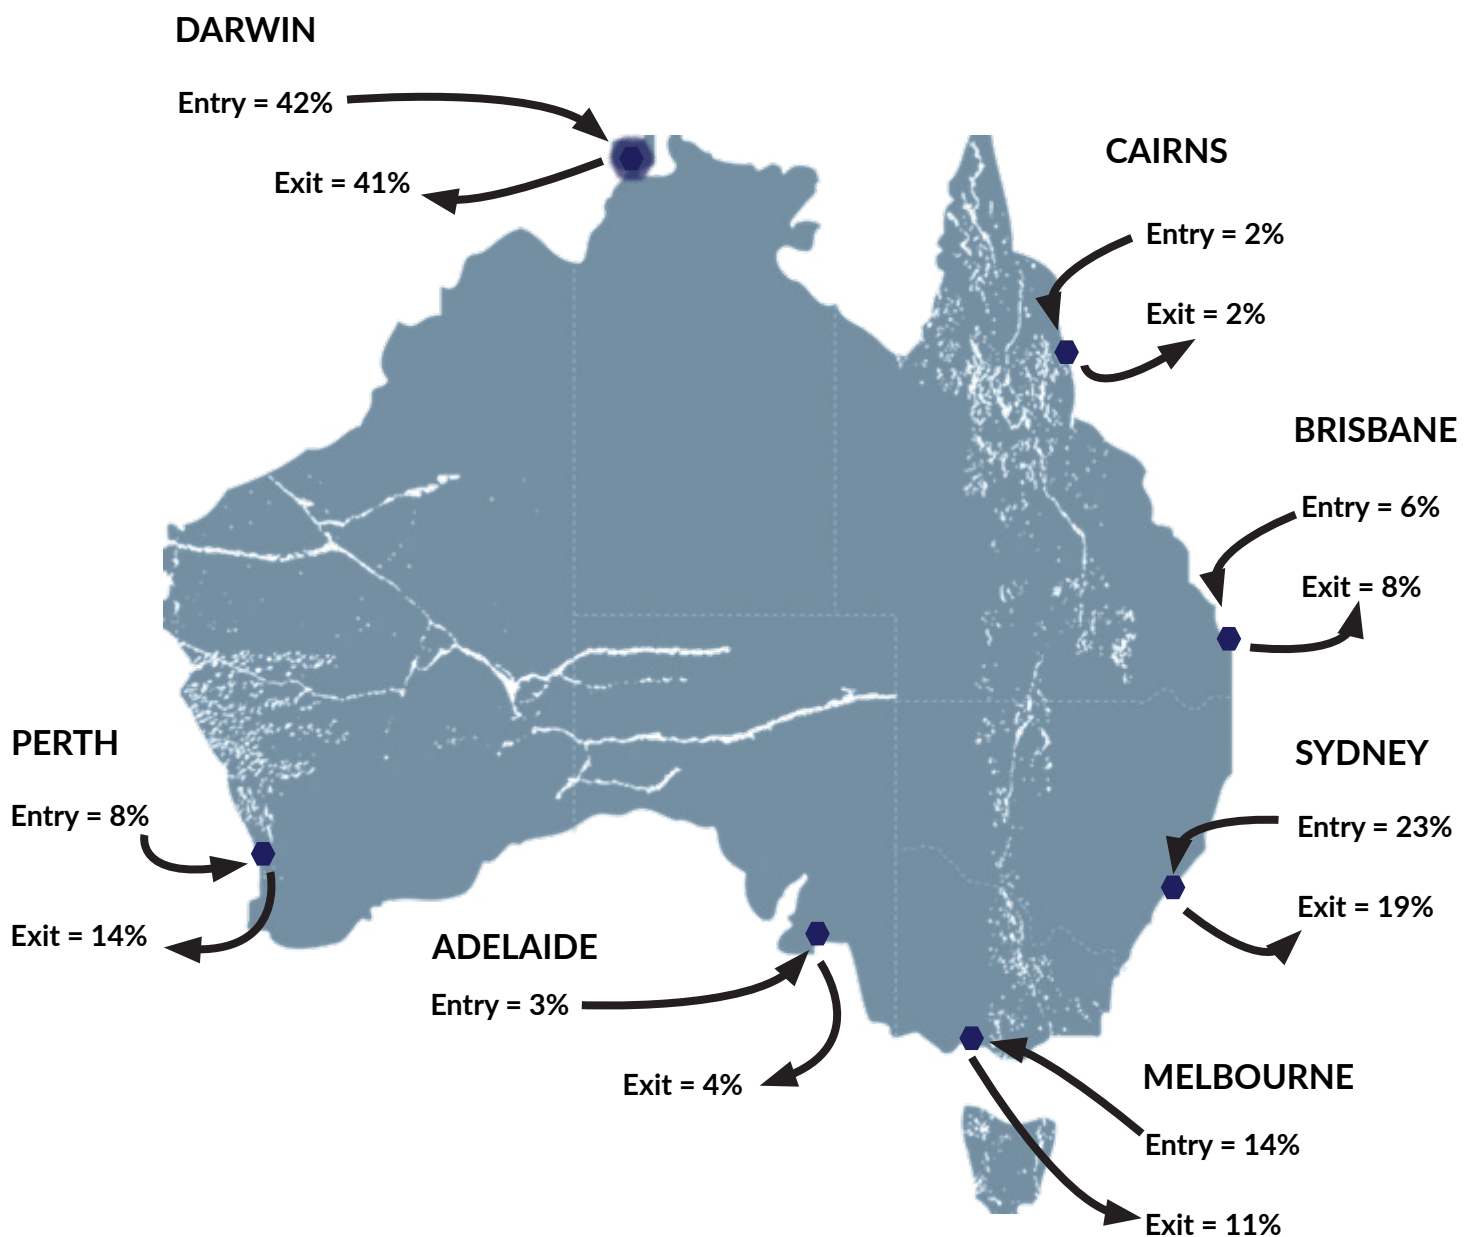 DARWIN
Entry = 42%
Exit = 41%
CAIRNS
Entry = 2%
Exit = 2%
BRISBANE
Entry = 6%
Exit = 8%
PERTH
Entry = 8%
Exit = 14%
SYDNEY
Entry = 23%
Exit = 19%
ADELAIDE
Entry = 3%
Exit = 4%
MELBOURNE
Entry = 14%
Exit = 11%